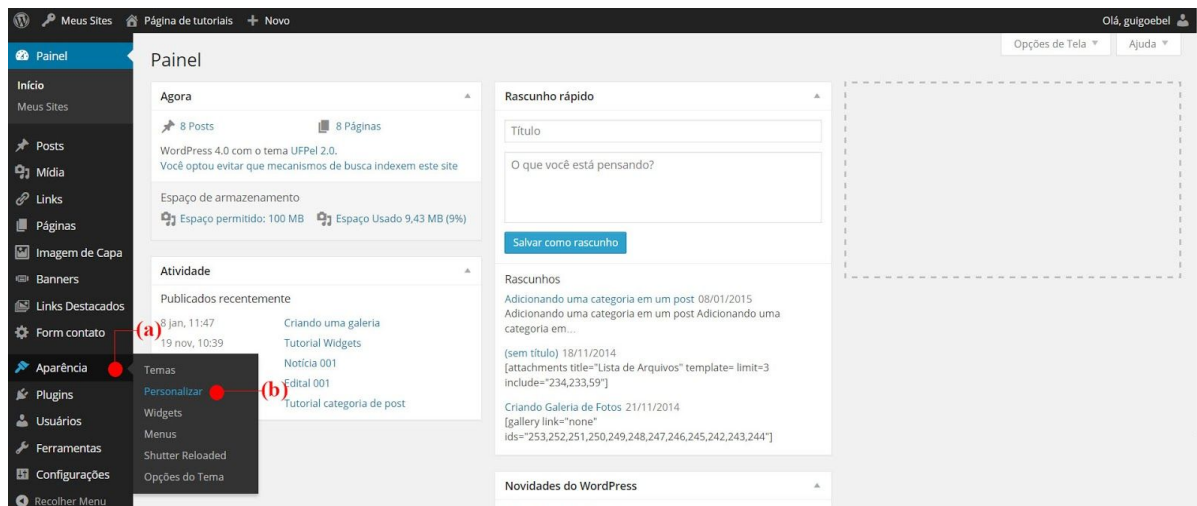 Meus Sites Página de tutoriais + Novo Olá, guigoebel
Painel
Início
Meus Sites
Posts
Mídia
Links
Páginas
Imagem de Capa
Banners
Links Destacados
Form contato
Aparência
Plugins
Usuários
Ferramentas
Configurações
Recolher Menu
(a)
Temas
Personalizar
(b)
Widgets
Menus
Shutter Reloaded
Opções do Tema
Opções de Tela Ajuda
Painel
Agora
8 Posts 8 Páginas
WordPress 4.0 com o tema UFPel 2.0.
Você optou evitar que mecanismos de busca indexem este site
Espaço de armazenamento
Espaço permitido: 100 MB Espaço Usado 9,43 MB (9%)
Atividade
Publicados recentemente
8 jan, 11:47 Criando uma galeria
19 nov, 10:39 Tutorial Widgets
Notícia 001
Edital 001
Tutorial categoria de post
Rascunho rápido
Título
O que você está pensando?
Salvar como rascunho
Rascunhos
Adicionando uma categoria em um post 08/01/2015
Adicionando uma categoria em um post Adicionando uma
categoria em…
(sem título) 18/11/2014
[attachments title="Lista de Arquivos" template= limit=3
include="234,233,59"]
Criando Galeria de Fotos 21/11/2014
[gallery link="none"
ids="253,252,251,250,249,248,247,246,245,242,243,244"]
Novidades do WordPress